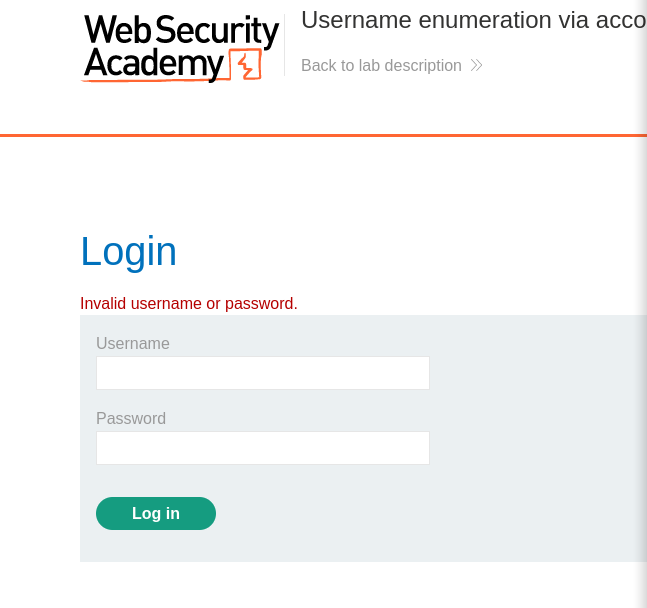 Web Security
Academy
Username enumeration via acco
Back to lab description
Login
Invalid username or password.
Username
Password
Log in